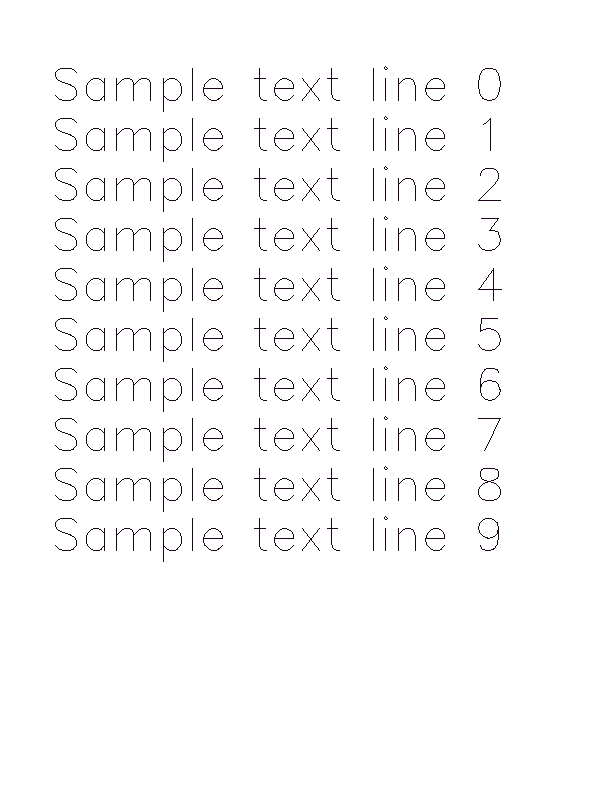 Sample text line 0
Sample text line 1
Sample text line 2
Sample text line 3
Sample text line 4
Sample text line 5
Sample text line 6
Sample text line 7
Sample text line 8
Sample text line 9